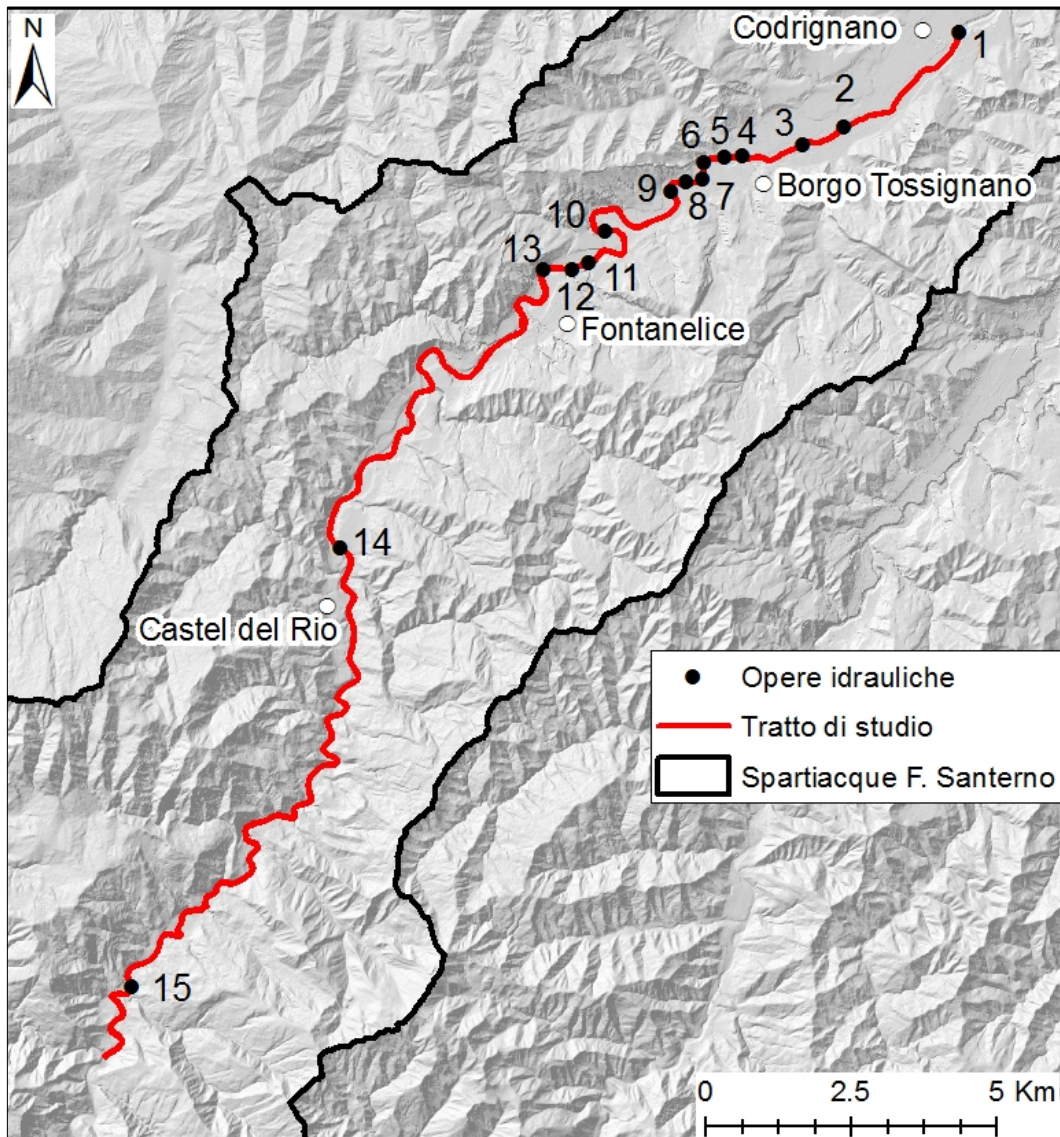 N
Codrignano
1
2
3
6 5 4
Borgo Tossignano
7
8
9
10
11
13
12
Fontanelice
14
Castel del Rio
Opere idrauliche
Tratto di studio
Spartiacque F. Santerno
15
0 2.5 5 Km